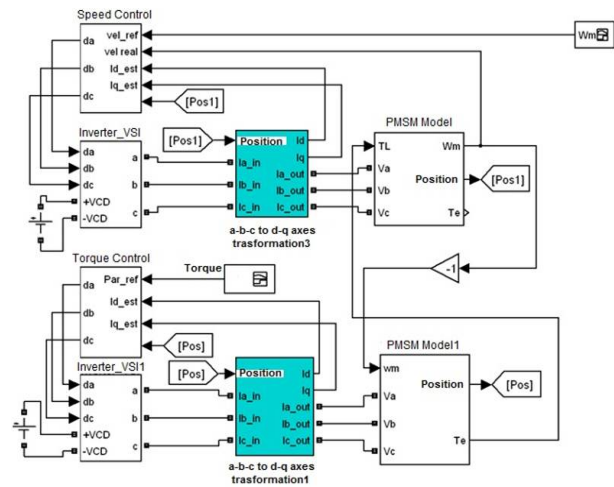 Speed Control
da
db
dc
vel_ref
vel real
Id_est
Iq_est
Wm
[Pos1]
Inverter_VSI
da
db
dc
+VCD
-VCD
a
b
c
[Pos1]
Position
Ia_in
Ib_in
Ic_in
Id
Iq
Ia_out
Ib_out
Ic_out
a-b-c to d-q axes
trasformation3
PMSM Model
TL
Va
Vb
Vc
Wm
Position
Te
[Pos1]
-1
Torque Control
da
db
dc
Par_ref
Id_est
Iq_est
Torque
[Pos]
Inverter_VSI1
da
db
dc
+VCD
-VCD
a
b
c
[Pos]
Position
Ia_in
Ib_in
Ic_in
Id
Iq
Ia_out
Ib_out
Ic_out
a-b-c to d-q axes
trasformation1
PMSM Model1
wm
Va
Vb
Vc
Position
Te
[Pos]